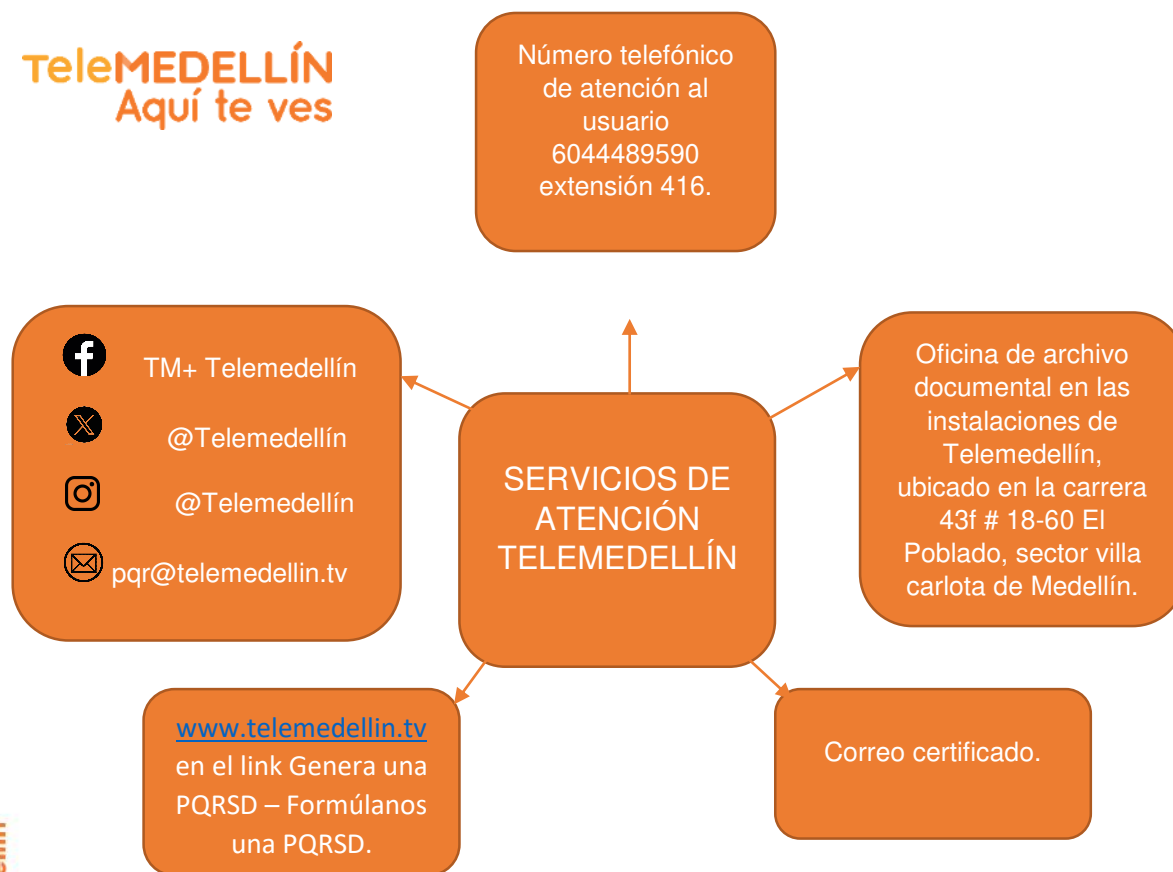 TeleMEDELLÍN
Aquí te ves
Número telefónico
de atención al
usuario
6044489590
extensión 416.
TM+ Telemedellín
@Telemedellín
@Telemedellín
pqr@telemedellin.tv
SERVICIOS DE
ATENCIÓN
TELEMEDELLÍN
Oficina de archivo
documental en las
instalaciones de
Telemedellín,
ubicado en la carrera
43f # 18-60 El
Poblado, sector villa
carlota de Medellín.
www.telemedellin.tv
en el link Genera una
PQRSD – Formúlanos
una PQRSD.
Correo certificado.